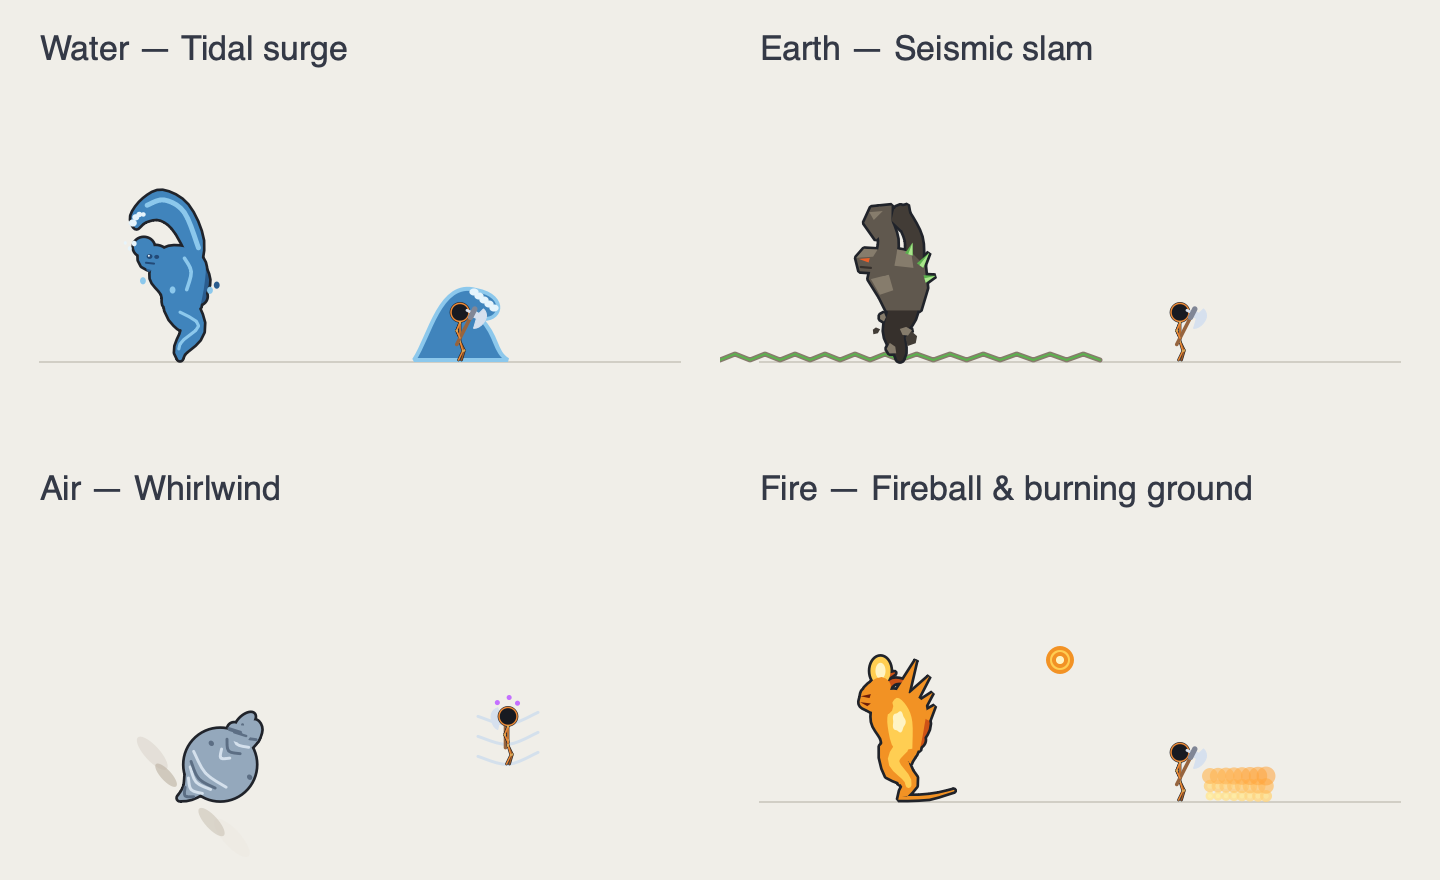 Water — Tidal surge
Earth — Seismic slam
Air — Whirlwind
Fire — Fireball & burning ground